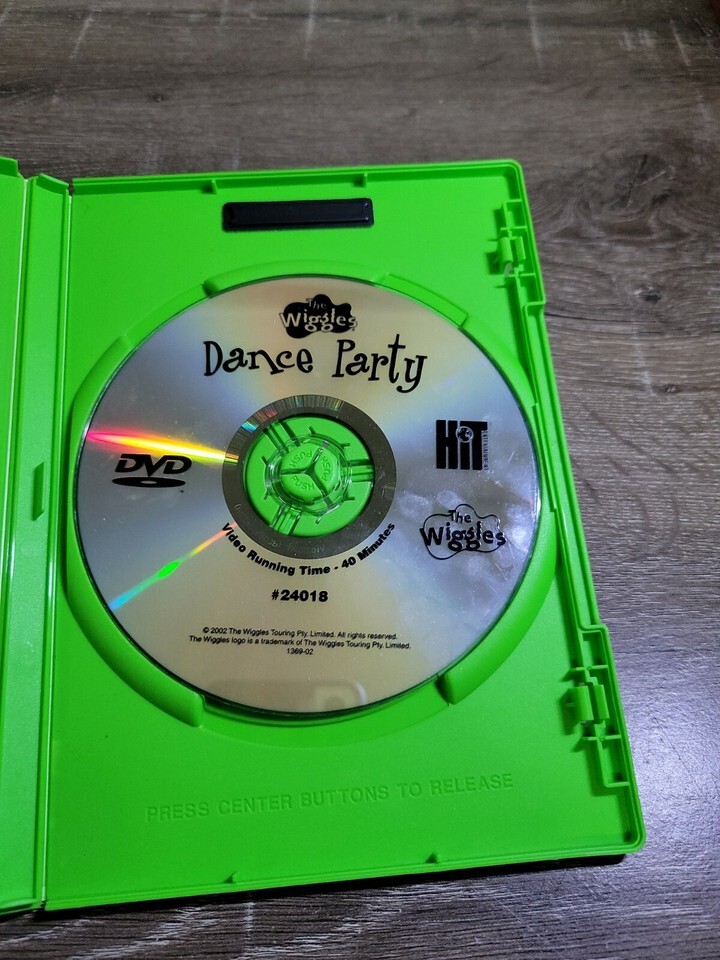 The
Wiggles
Dance Party
DVD
HiT
PUSH
The
Wiggles
Video Running Time - 40 Minutes
#24018
© 2002 The Wiggles Touring Pty. Limited. All rights reserved.
The Wiggles logo is a trademark of The Wiggles Touring Pty. Limited.
1369-02
PRESS CENTER BUTTONS TO RELEASE